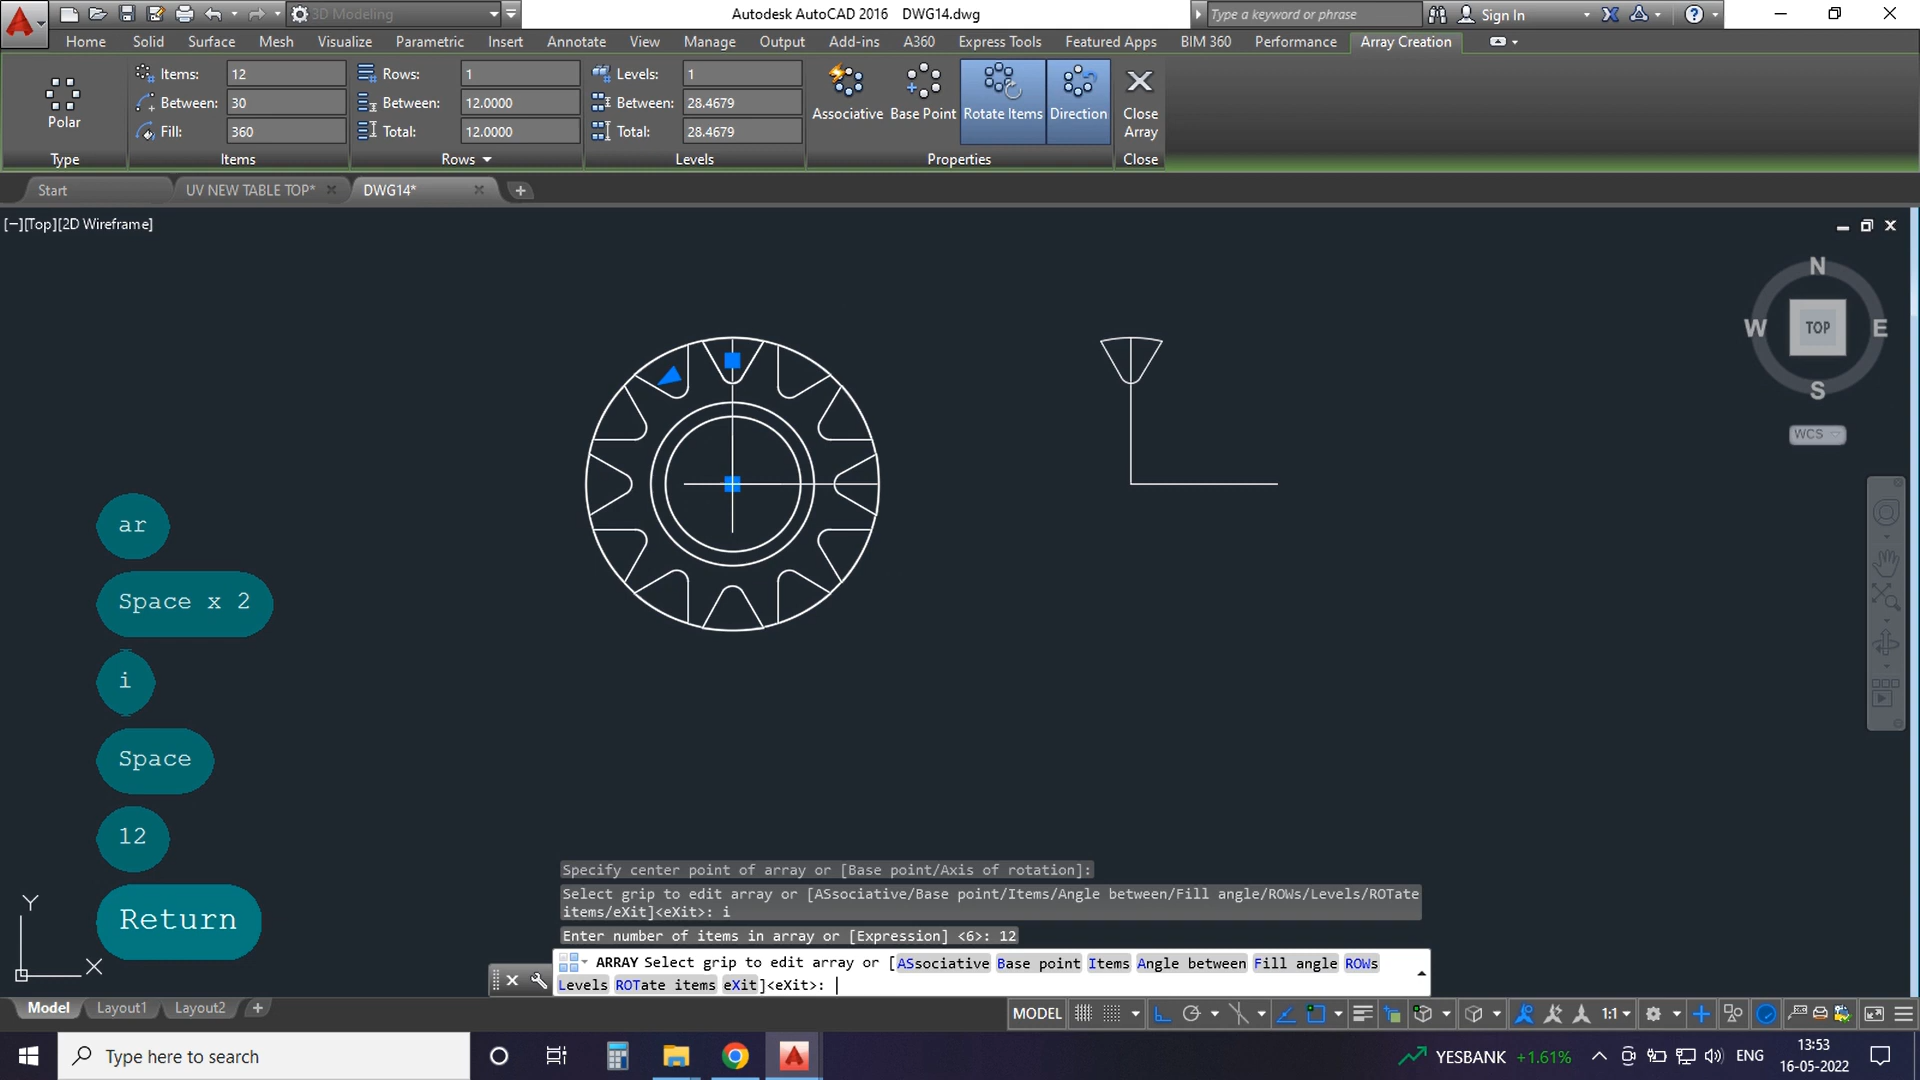 3D Modeling
Autodesk AutoCAD 2016 DWG14.dwg
Type a keyword or phrase
Sign In
Home Solid Surface Mesh Visualize Parametric Insert Annotate View Manage Output Add-ins A360 Express Tools Featured Apps BIM 360 Performance Array Creation
Items: 12 Rows: 1 Levels: 1
Between: 30 Between: 12.0000 Between: 28.4679
Fill: 360 Total: 12.0000 Total: 28.4679
Polar
Associative Base Point Rotate Items Direction Close
Array
Type Items Rows Levels Properties Close
Start UV NEW TABLE TOP* DWG14*
[−][Top][2D Wireframe]
N
W TOP E
S
WCS
ar
Space x 2
i
Space
12
Return
Y
X
Specify center point of array or [Base point/Axis of rotation]:
Select grip to edit array or [ASsociative/Base point/Items/Angle between/Fill angle/ROWs/Levels/ROTate
items/eXit]<eXit>: i
Enter number of items in array or [Expression] <6>: 12
ARRAY Select grip to edit array or [ASsociative Base point Items Angle between Fill angle ROWs
Levels ROTate items eXit]<eXit>:
Model Layout1 Layout2
MODEL 1:1
Type here to search
YESBANK +1.61%
ENG
13:53
16-05-2022